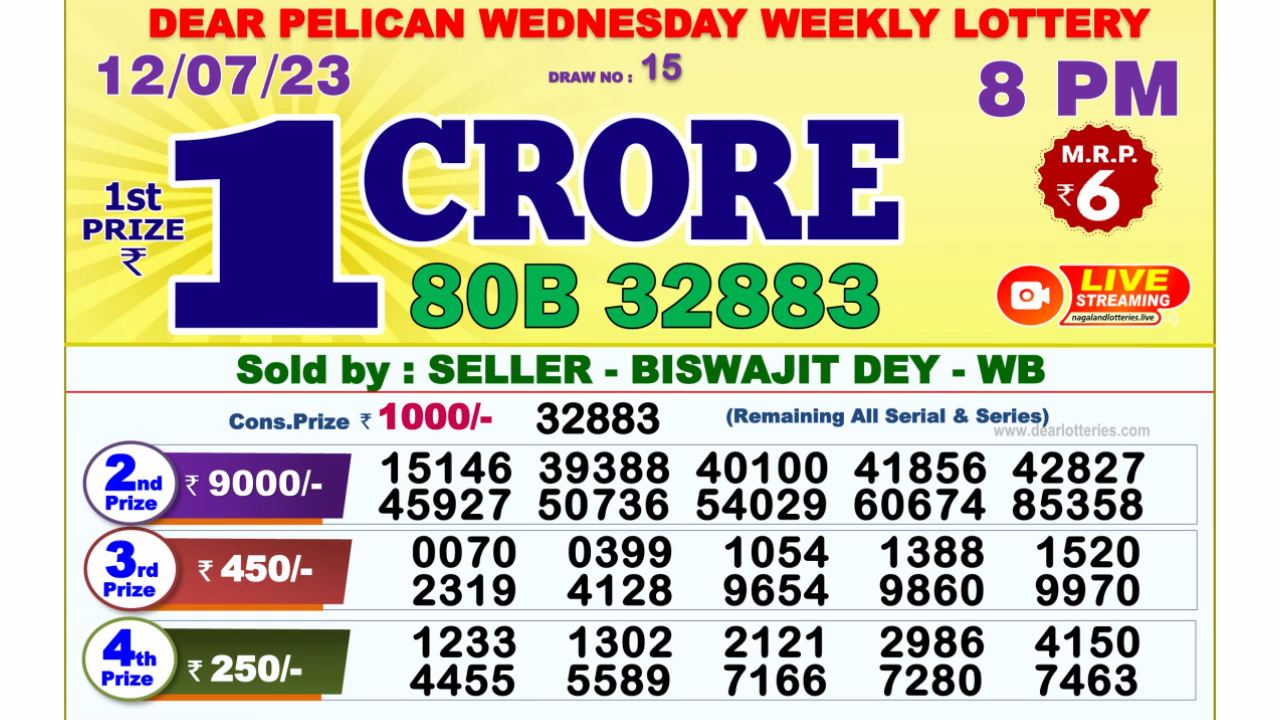 DEAR PELICAN WEDNESDAY WEEKLY LOTTERY
12/07/23 DRAW NO : 15 8 PM
1st PRIZE ₹ 1 CRORE
M.R.P. ₹ 6
80B 32883
LIVE STREAMING
nagalandlotteries.live
Sold by : SELLER - BISWAJIT DEY - WB
Cons.Prize ₹ 1000/- 32883 (Remaining All Serial & Series)
www.dearlotteries.com
2nd Prize ₹ 9000/-
15146 39388 40100 41856 42827
45927 50736 54029 60674 85358
3rd Prize ₹ 450/-
0070 0399 1054 1388 1520
2319 4128 9654 9860 9970
4th Prize ₹ 250/-
1233 1302 2121 2986 4150
4455 5589 7166 7280 7463